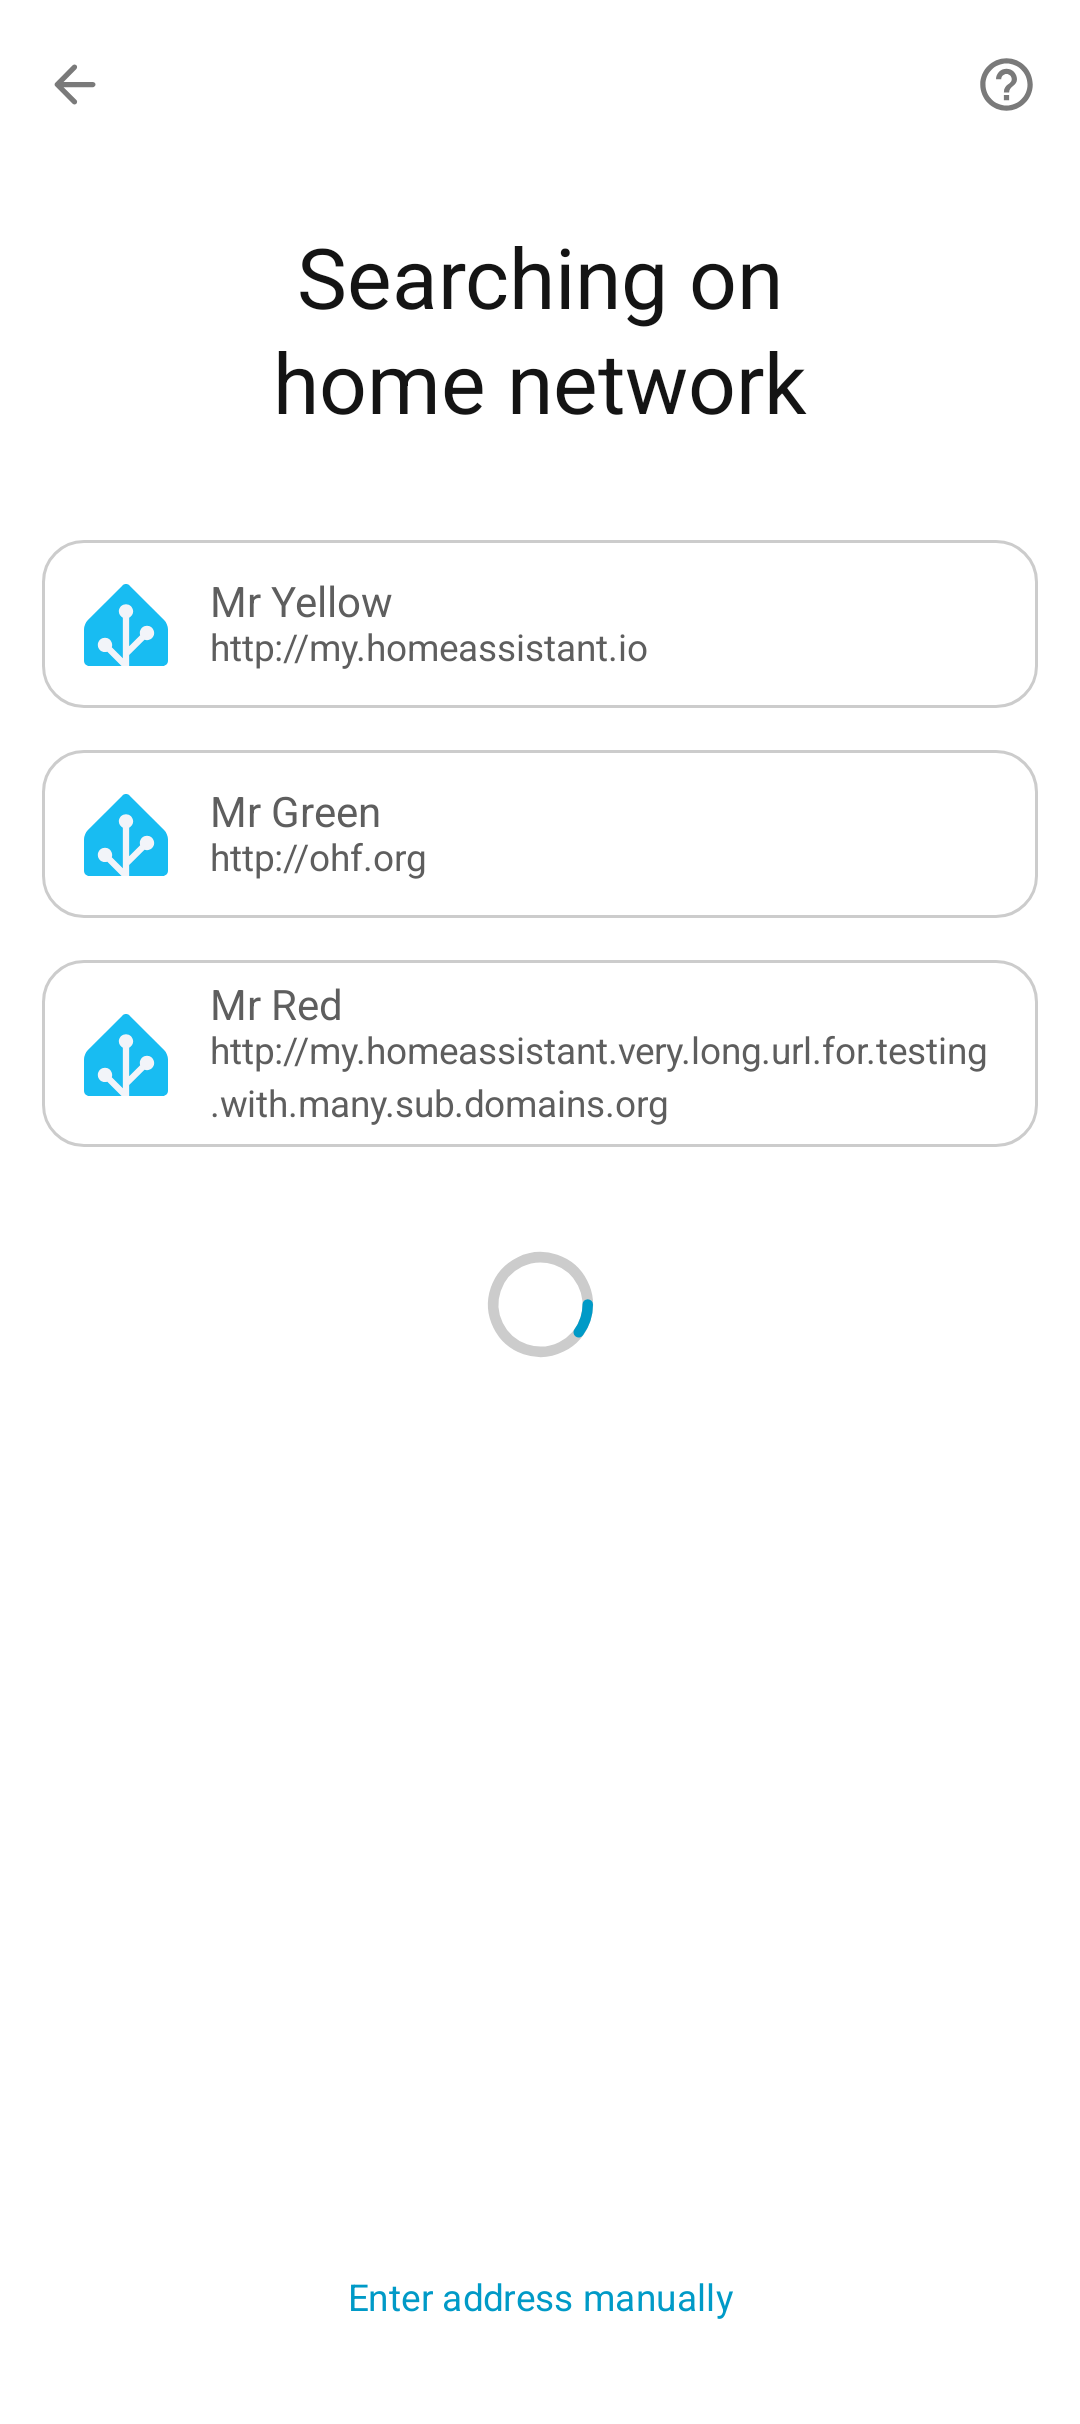 Searching on
home network
Mr Yellow
http://my.homeassistant.io
Mr Green
http://ohf.org
Mr Red
http://my.homeassistant.very.long.url.for.testing
.with.many.sub.domains.org
Enter address manually